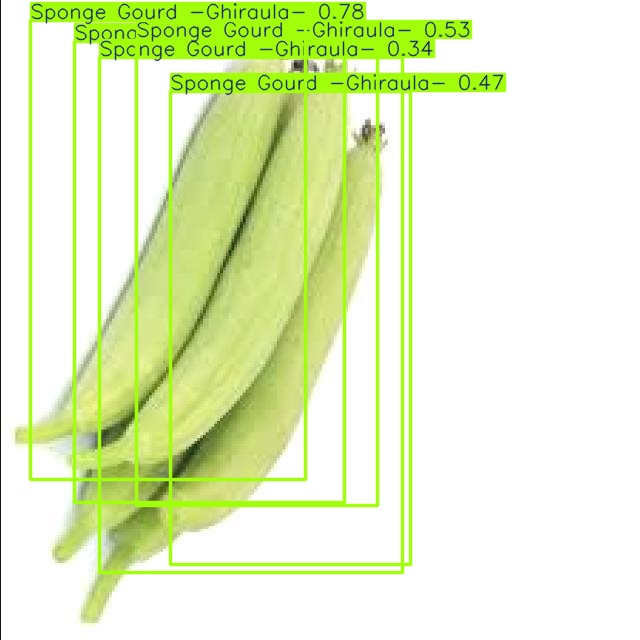 Sponge Gourd -Ghiraula- 0.78
Sponge Gourd -Ghiraula- 0.53
Sponge Gourd -Ghiraula- 0.34
Sponge Gourd -Ghiraula- 0.47